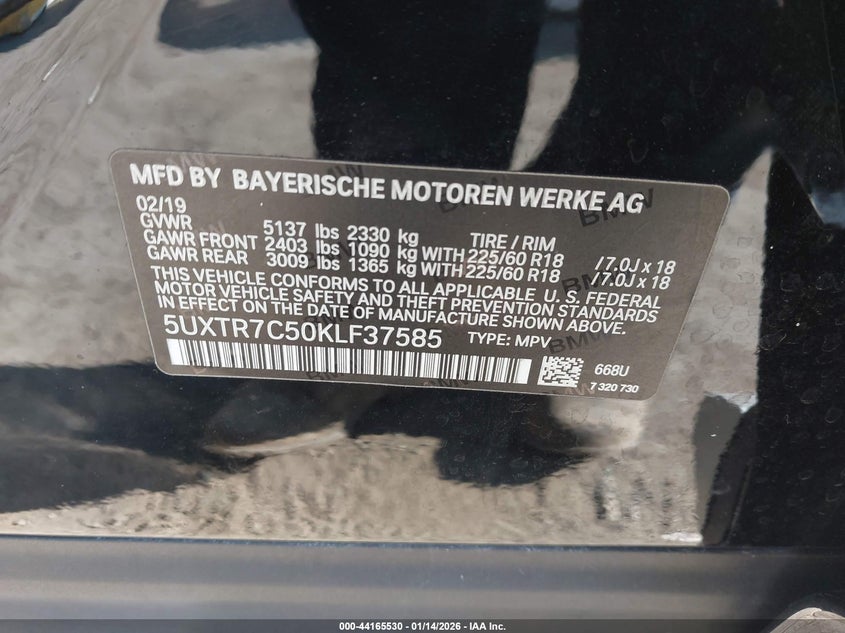 MFD BY BAYERISCHE MOTOREN WERKE AG
02/19
GVWR 5137 lbs 2330 kg TIRE / RIM
GAWR FRONT 2403 lbs 1090 kg WITH 225/60 R18 /7.0J x 18
GAWR REAR 3009 lbs 1365 kg WITH 225/60 R18 /7.0J x 18
THIS VEHICLE CONFORMS TO ALL APPLICABLE U. S. FEDERAL
MOTOR VEHICLE SAFETY AND THEFT PREVENTION STANDARDS
IN EFFECT ON THE DATE OF MANUFACTURE SHOWN ABOVE.
5UXTR7C50KLF37585 TYPE: MPV
668U
7 320 730
000-44165530 - 01/14/2026 - IAA Inc.